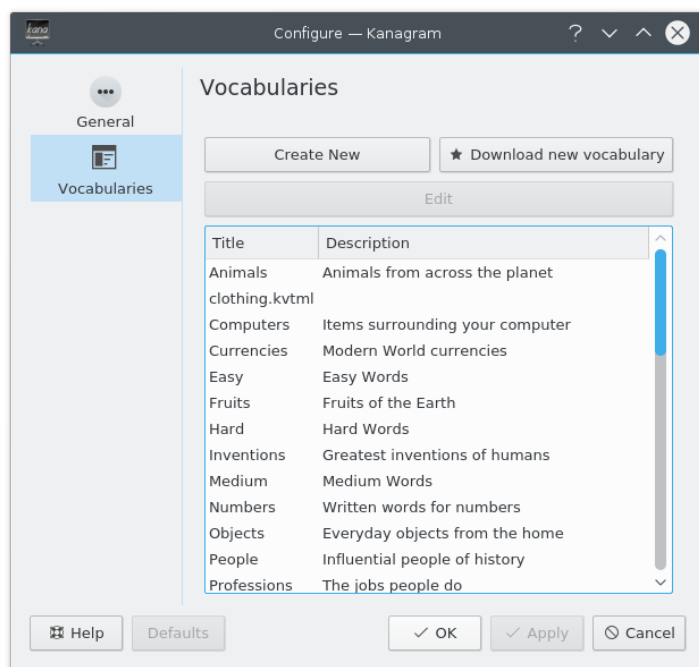 kana
Configure — Kanagram
General
Vocabularies
Vocabularies
Create New
Download new vocabulary
Edit
Title Description
Animals Animals from across the planet
clothing.kvtml
Computers Items surrounding your computer
Currencies Modern World currencies
Easy Easy Words
Fruits Fruits of the Earth
Hard Hard Words
Inventions Greatest inventions of humans
Medium Medium Words
Numbers Written words for numbers
Objects Everyday objects from the home
People Influential people of history
Professions The jobs people do
Help Defaults OK Apply Cancel